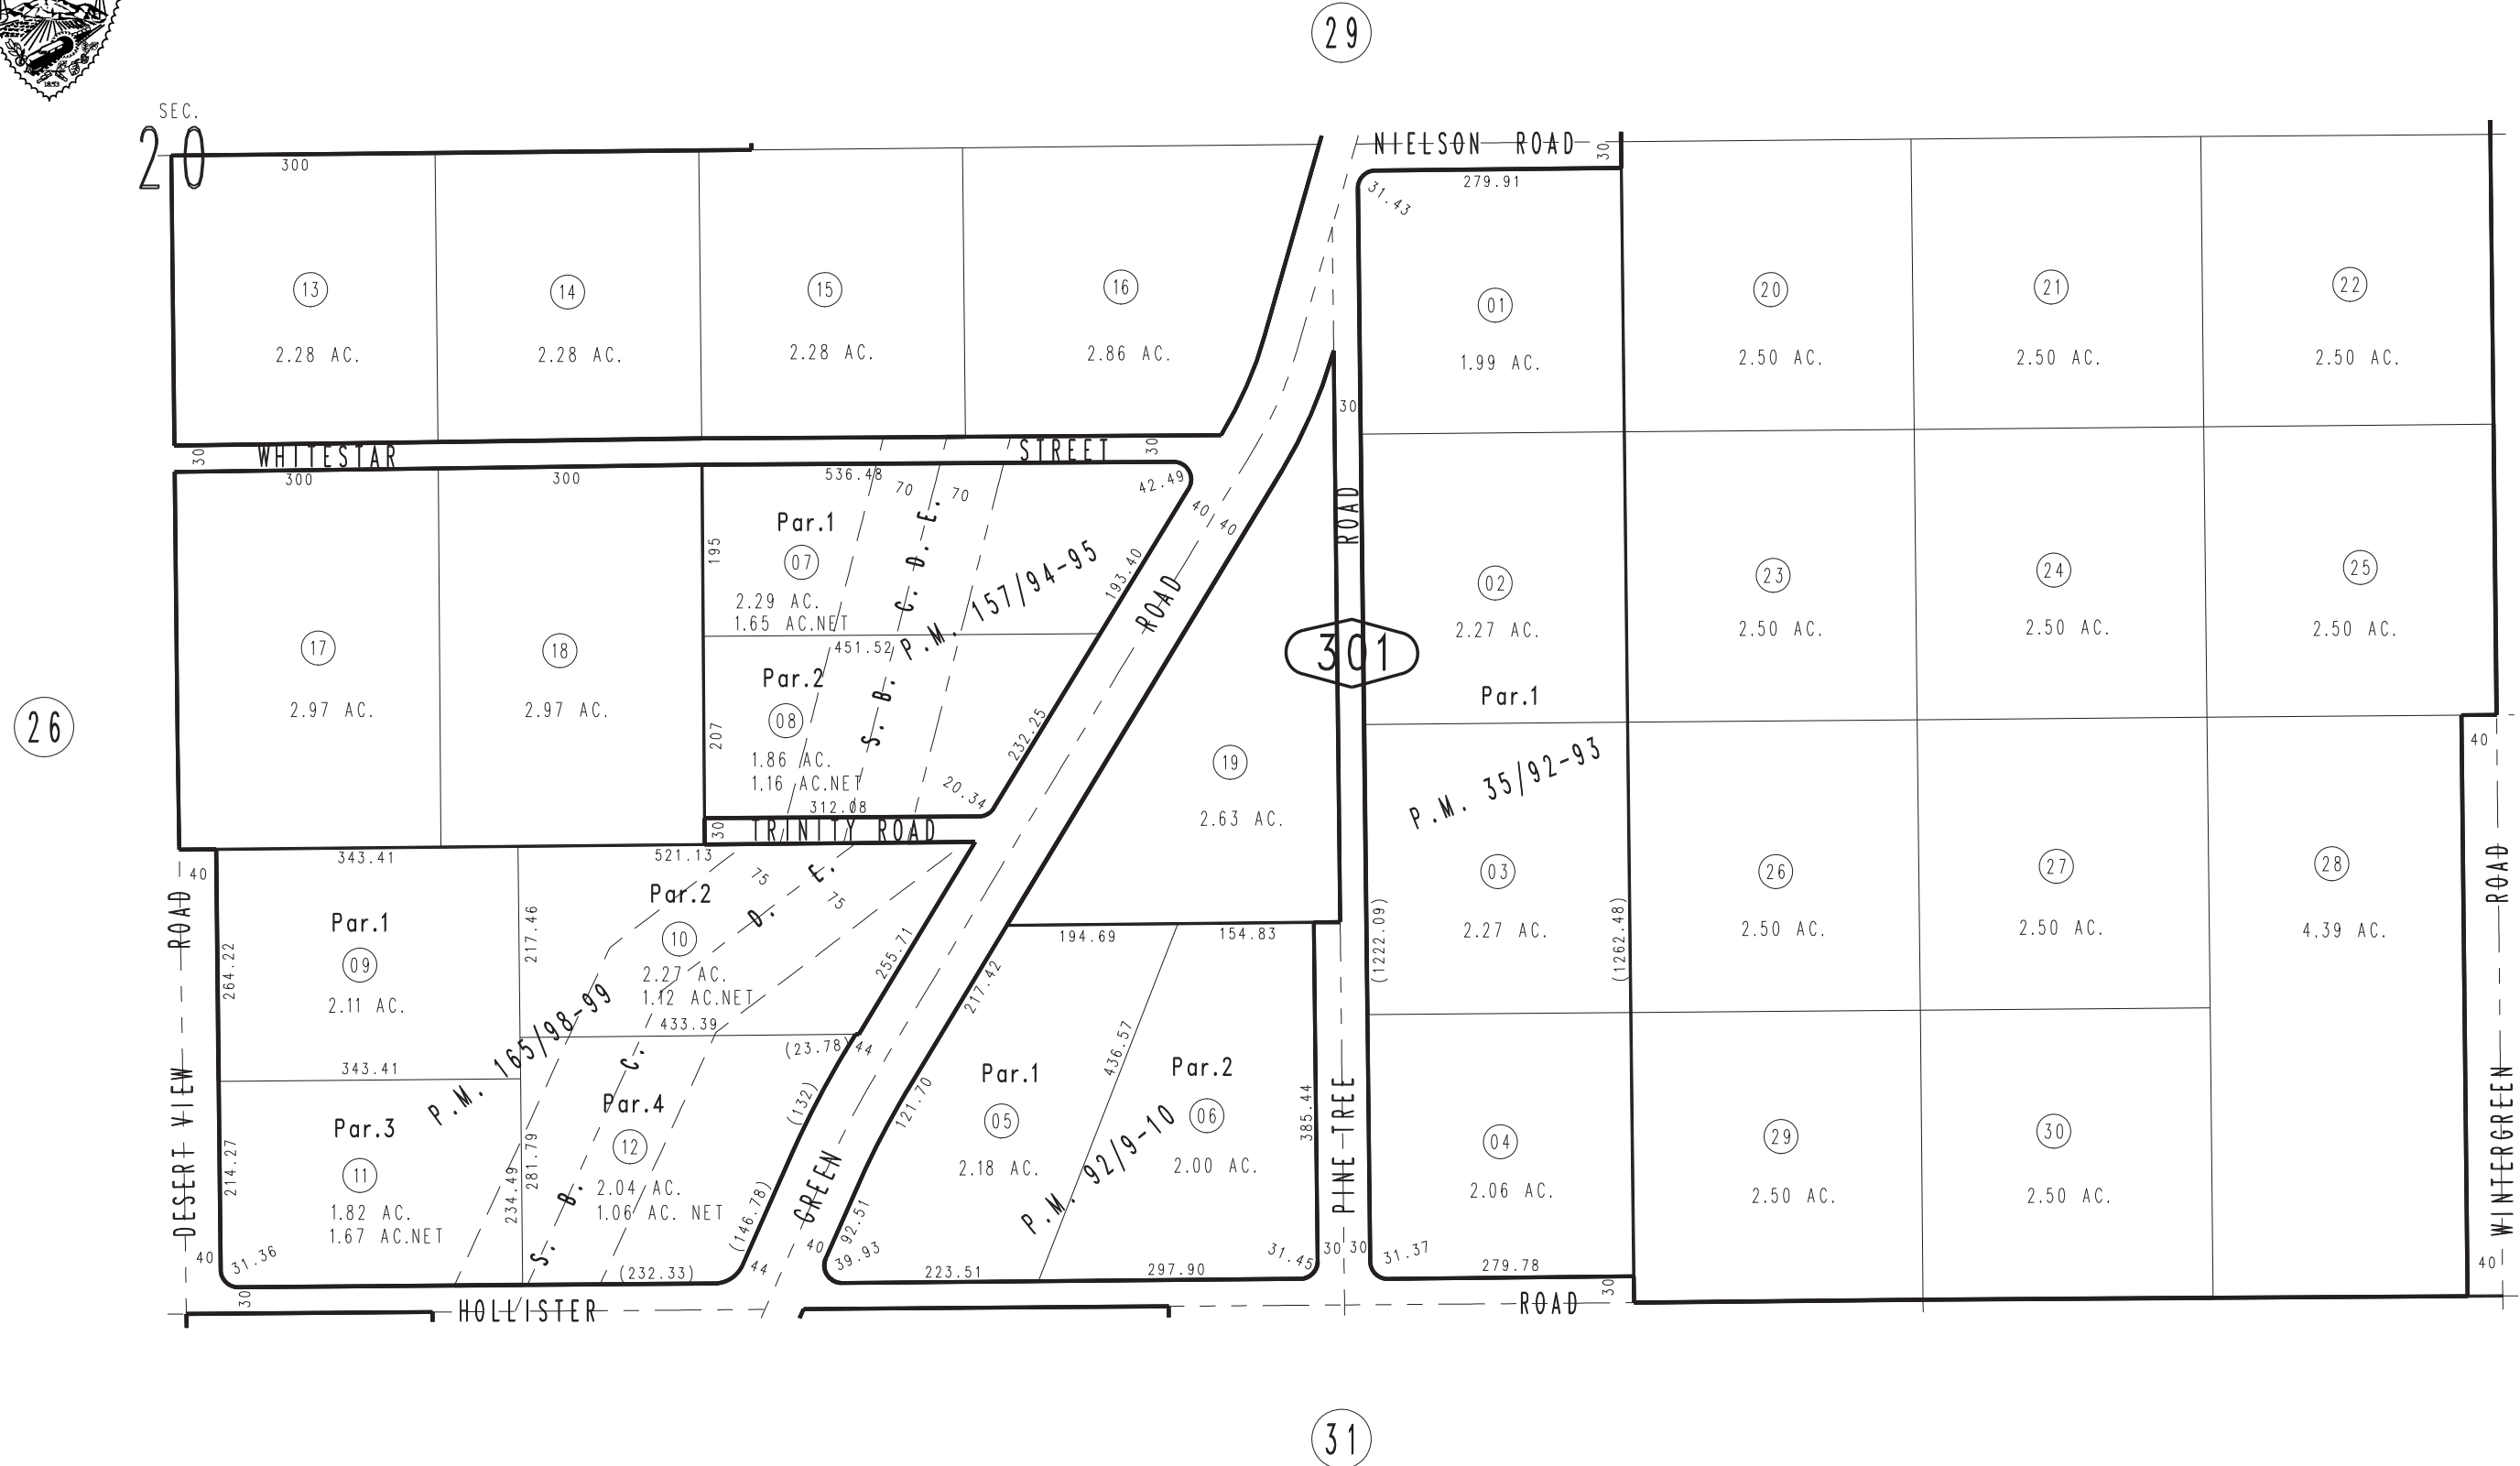 29
1853
SEC.
20
NIELSON ROAD
30
300
279.91
31.43
13
2.28 AC.
14
2.28 AC.
15
2.28 AC.
16
2.86 AC.
01
1.99 AC.
20
2.50 AC.
21
2.50 AC.
22
2.50 AC.
30
30
WHITESTAR STREET
30
300
300
536.48
70
70
42.49
40
40
ROAD
Par.1
07
195
2.29 AC.
1.65 AC.NET
193.40
P.M. 157/94-95
S. B. C. D. E.
ROAD
301
02
2.27 AC.
Par.1
23
2.50 AC.
24
2.50 AC.
25
2.50 AC.
17
2.97 AC.
18
2.97 AC.
451.52
Par.2
08
207
1.86 AC.
1.16 AC.NET
232.25
20.34
312.08
26
19
2.63 AC.
P.M. 35/92-93
40
30
TRINITY ROAD
343.41
521.13
40
ROAD
75
75
Par.1
09
264.22
2.11 AC.
217.46
Par.2
10
2.27 AC.
1.12 AC.NET
255.71
194.69
154.83
217.42
(1222.09)
03
2.27 AC.
(1262.48)
26
2.50 AC.
27
2.50 AC.
28
4.39 AC.
ROAD
433.39
(23.78)
44
343.41
P.M. 165/98-99
S. B. C. D. E.
Par.3
11
214.27
1.82 AC.
1.67 AC.NET
234.49
281.79
Par.4
12
2.04 AC.
1.06 AC. NET
(132)
(146.78)
121.70
92.51
GREEN
Par.1
05
2.18 AC.
436.57
Par.2
06
2.00 AC.
385.44
P.M. 92/9-10
PINE TREE
04
2.06 AC.
29
2.50 AC.
30
2.50 AC.
DESERT VIEW
WINTERGREEN
40
31.36
(232.33)
44
40
39.93
223.51
297.90
31.45
30
30
31.37
279.78
30
40
30
HOLLISTER ROAD
31